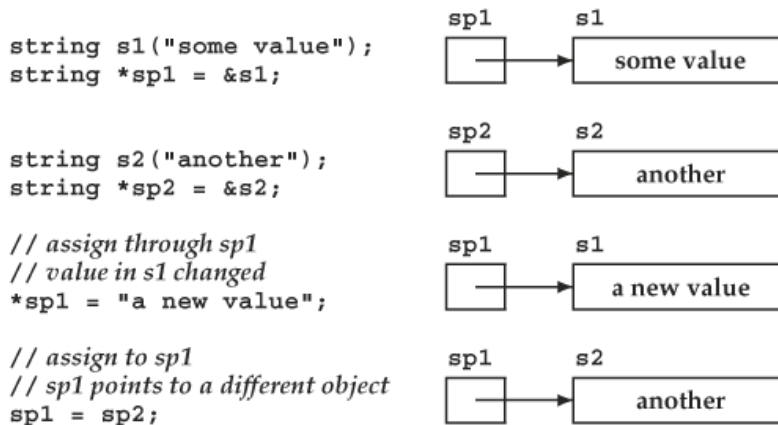 sp1 s1
string s1("some value");
string *sp1 = &s1;
some value
sp2 s2
string s2("another");
string *sp2 = &s2;
another
// assign through sp1
// value in s1 changed
*sp1 = "a new value";
sp1 s1
a new value
// assign to sp1
// sp1 points to a different object
sp1 = sp2;
sp1 s2
another